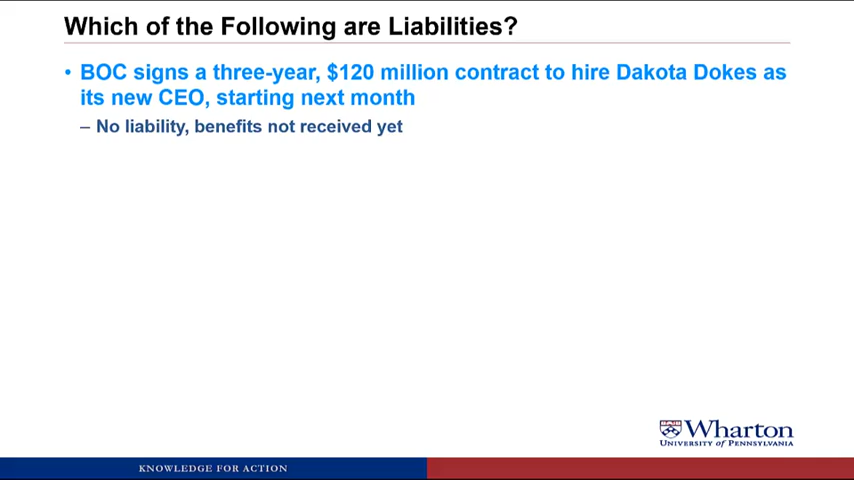 Which of the Following are Liabilities?
• BOC signs a three-year, $120 million contract to hire Dakota Dokes as
its new CEO, starting next month
– No liability, benefits not received yet
Wharton
UNIVERSITY of PENNSYLVANIA
KNOWLEDGE FOR ACTION